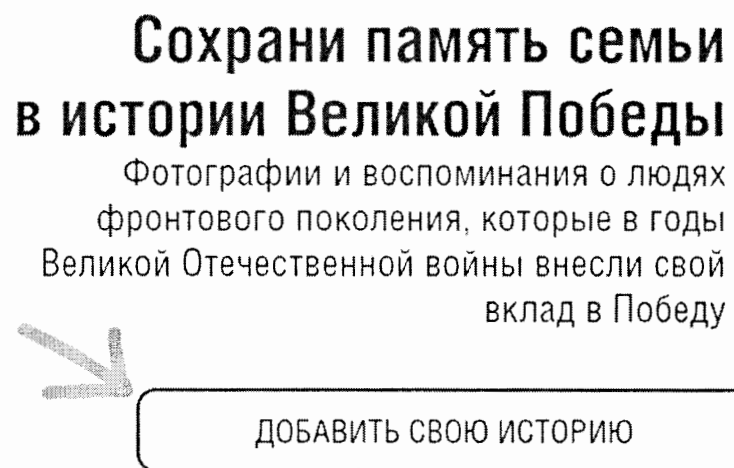 Сохрани память семьи
в истории Великой Победы
Фотографии и воспоминания о людях
фронтового поколения, которые в годы
Великой Отечественной войны внесли свой
вклад в Победу
ДОБАВИТЬ СВОЮ ИСТОРИЮ